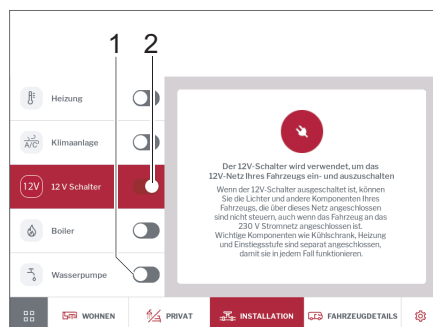 1 2
Heizung
A/C
Klimaanlage
12V
12 V Schalter
Boiler
Wasserpumpe
Der 12V-Schalter wird verwendet, um das
12V-Netz Ihres Fahrzeugs ein- und auszuschalten
Wenn der 12V-Schalter ausgeschaltet ist, können
Sie die Lichter und andere Komponenten Ihres
Fahrzeugs, die über dieses Netz angeschlossen
sind nicht steuern, auch wenn das Fahrzeug an das
230 V Stromnetz angeschlossen ist.
Wichtige Komponenten wie Kühlschrank, Heizung
und Einstiegsstufe sind separat angeschlossen,
damit sie in jedem Fall funktionieren.
WOHNEN PRIVAT INSTALLATION FAHRZEUGDETAILS